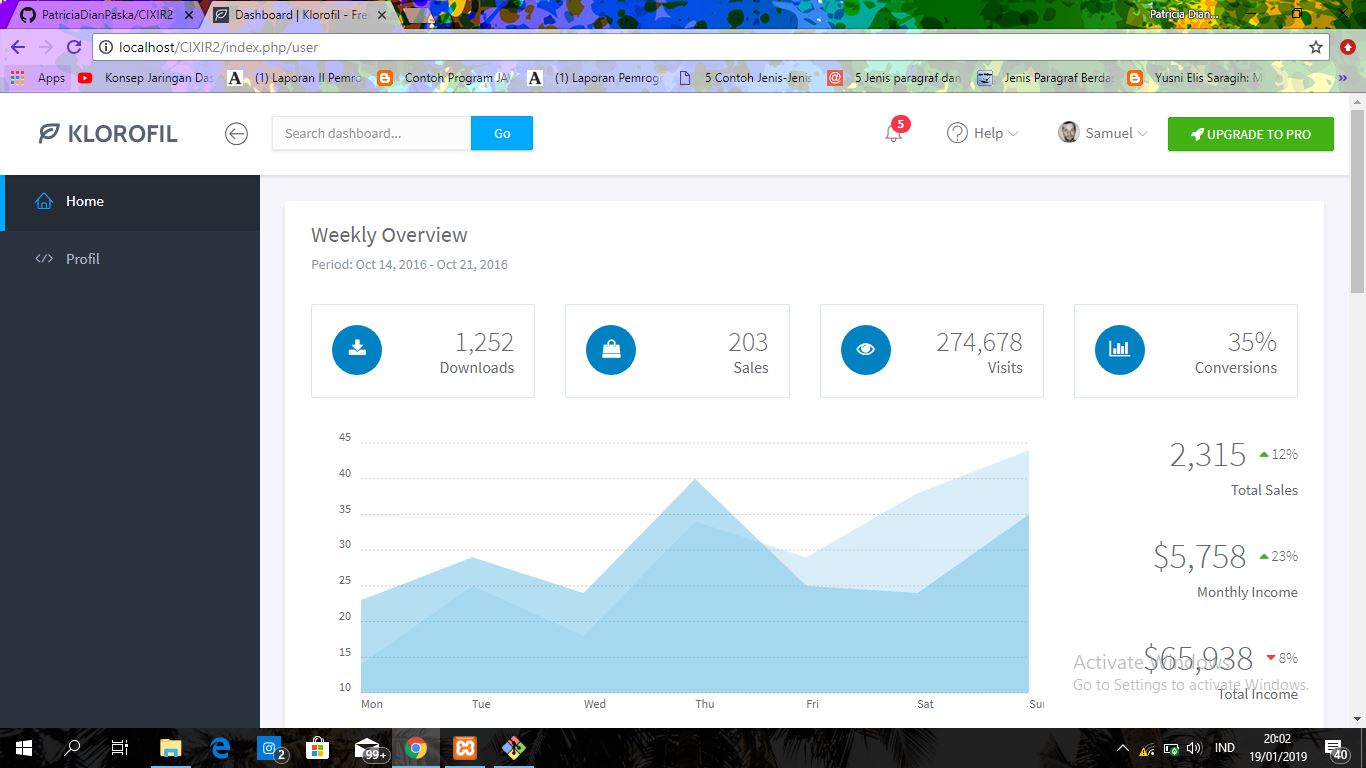 PatriciaDianPaska/CIXIR2
Dashboard | Klorofil - Fre
Patricia Dian...
localhost/CIXIR2/index.php/user
Apps
Konsep Jaringan Das
(1) Laporan II Pemro
Contoh Program JAV
(1) Laporan Pemrog
5 Contoh Jenis-Jenis
5 Jenis paragraf dan
Jenis Paragraf Berda
Yusni Elis Saragih: M
KLOROFIL
Search dashboard...
Go
5
Help
Samuel
UPGRADE TO PRO
Home
Profil
Weekly Overview
Period: Oct 14, 2016 - Oct 21, 2016
1,252
Downloads
203
Sales
274,678
Visits
35%
Conversions
45
40
35
30
25
20
15
10
Mon Tue Wed Thu Fri Sat Sun
2,315 12%
Total Sales
$5,758 23%
Monthly Income
$65,938 8%
Total Income
Activate Windows
Go to Settings to activate Windows.
2
99+
IND
20:02
19/01/2019
40